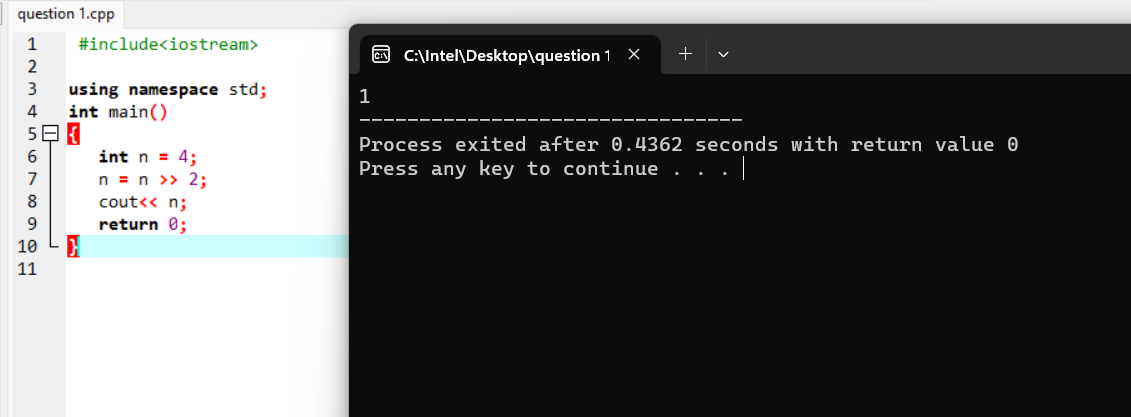 question 1.cpp
1 #include<iostream>
2
3 using namespace std;
4 int main()
5 {
6 int n = 4;
7 n = n >> 2;
8 cout<< n;
9 return 0;
10 }
11
C:\Intel\Desktop\question 1
1
--------------------------------
Process exited after 0.4362 seconds with return value 0
Press any key to continue . . .